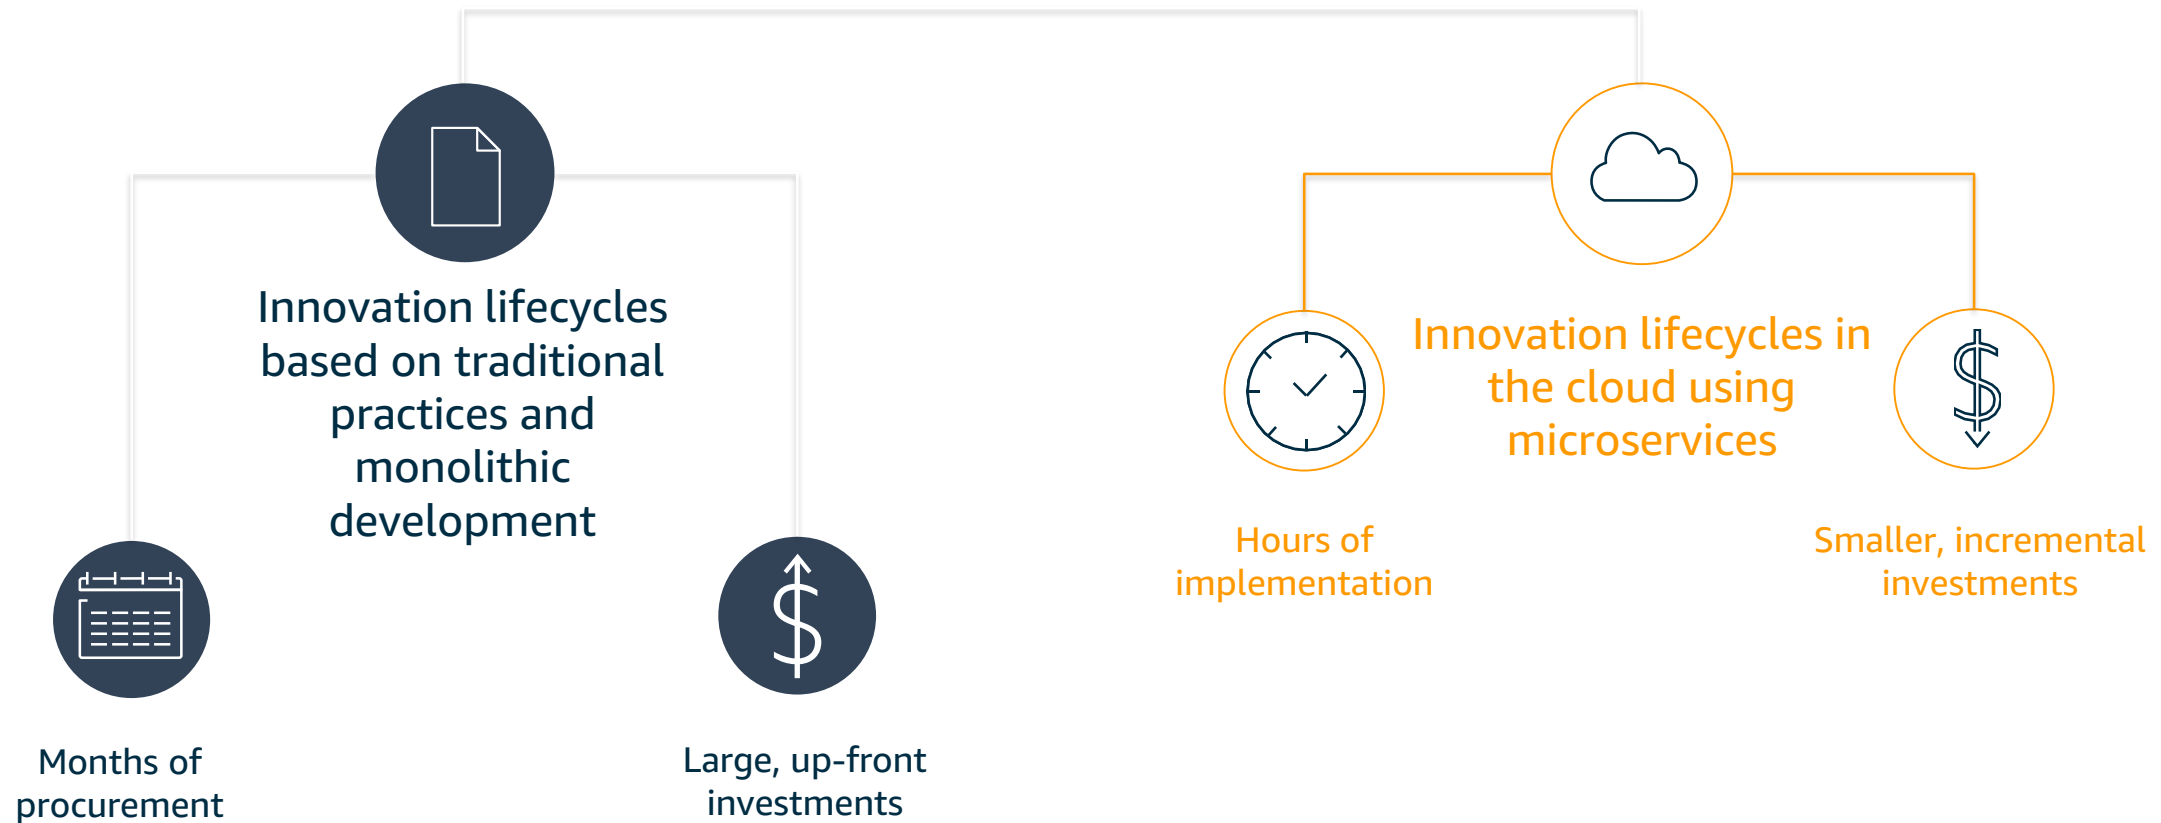 Innovation lifecycles
based on traditional
practices and
monolithic
development
Months of
procurement
Large, up-front
investments
Innovation lifecycles in
the cloud using
microservices
Hours of
implementation
Smaller, incremental
investments